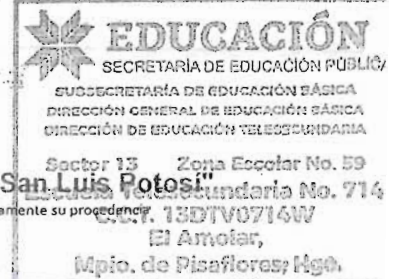 EDUCACIÓN
SECRETARÍA DE EDUCACIÓN PÚBLICA
SUBSECRETARÍA DE EDUCACIÓN BÁSICA
DIRECCIÓN GENERAL DE EDUCACIÓN BÁSICA
DIRECCIÓN DE EDUCACIÓN TELESECUNDARIA
Sector 13 Zona Escolar No. 59
San Luis Potosí"
Escuela Telesecundaria No. 714
amente su procedencia
C.C.T. 13DTV0714W
El Amolar,
Mpio. de Pisaflores, Hgo.